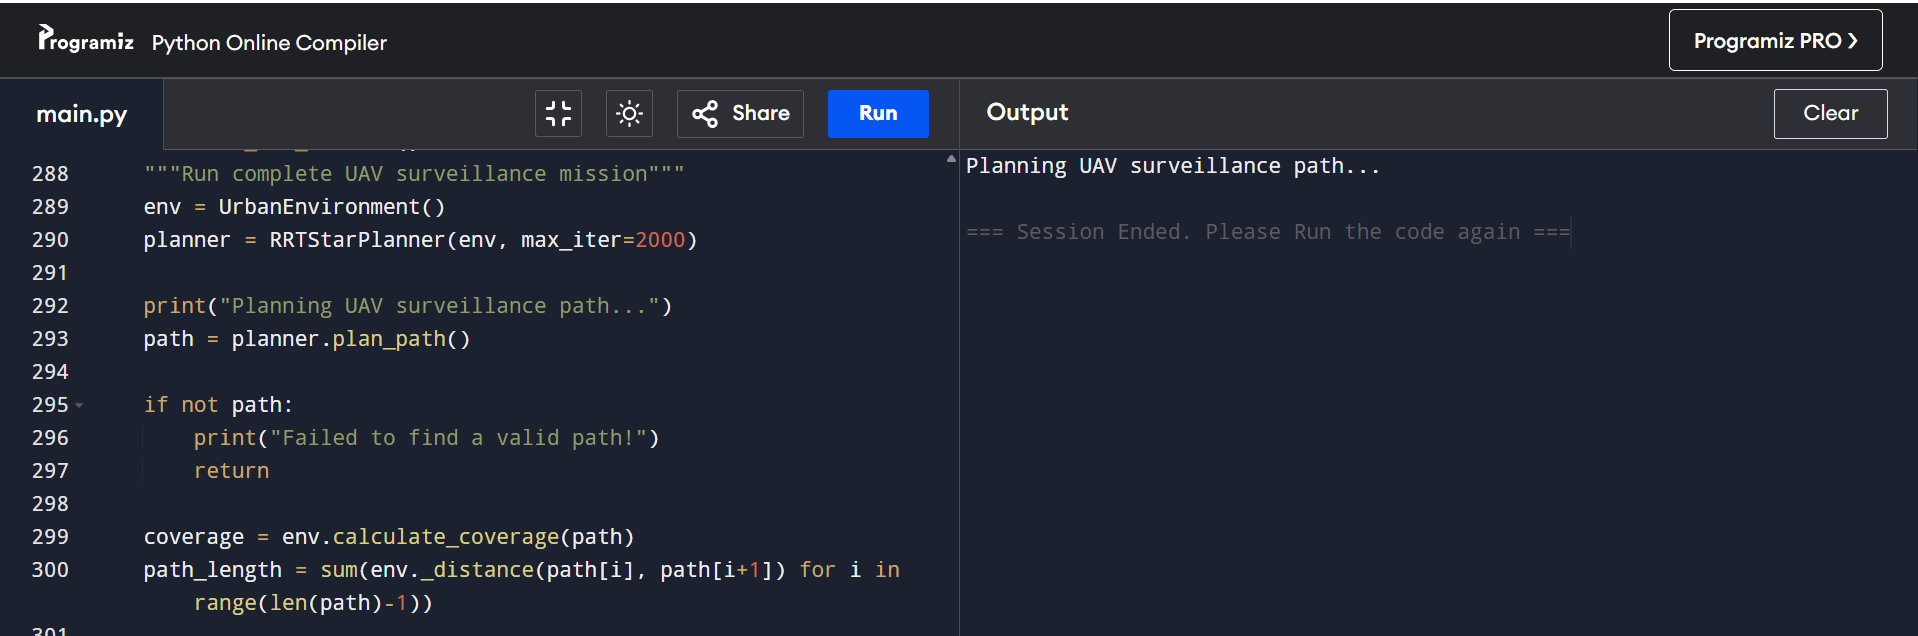 Programiz Python Online Compiler
Programiz PRO
main.py
Share
Run
Output
Clear
288 """Run complete UAV surveillance mission"""
289 env = UrbanEnvironment()
290 planner = RRTStarPlanner(env, max_iter=2000)
291
292 print("Planning UAV surveillance path...")
293 path = planner.plan_path()
294
295 if not path:
296 print("Failed to find a valid path!")
297 return
298
299 coverage = env.calculate_coverage(path)
300 path_length = sum(env._distance(path[i], path[i+1]) for i in
range(len(path)-1))
301
Planning UAV surveillance path...
=== Session Ended. Please Run the code again ===